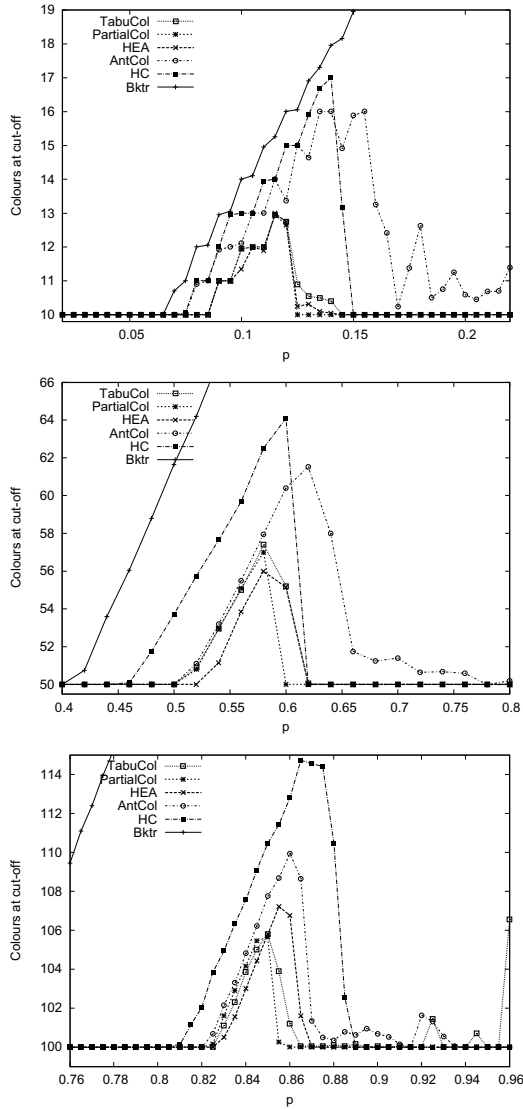 19
18
17
16
15
14
13
12
11
10
Colours at cut-off
TabuCol
PartialCol
HEA
AntCol
HC
Bktr
0.05 0.1 0.15 0.2
p
66
64
62
60
58
56
54
52
50
Colours at cut-off
TabuCol
PartialCol
HEA
AntCol
HC
Bktr
0.4 0.45 0.5 0.55 0.6 0.65 0.7 0.75 0.8
p
114
112
110
108
106
104
102
100
Colours at cut-off
TabuCol
PartialCol
HEA
AntCol
HC
Bktr
0.76 0.78 0.8 0.82 0.84 0.86 0.88 0.9 0.92 0.94 0.96
p